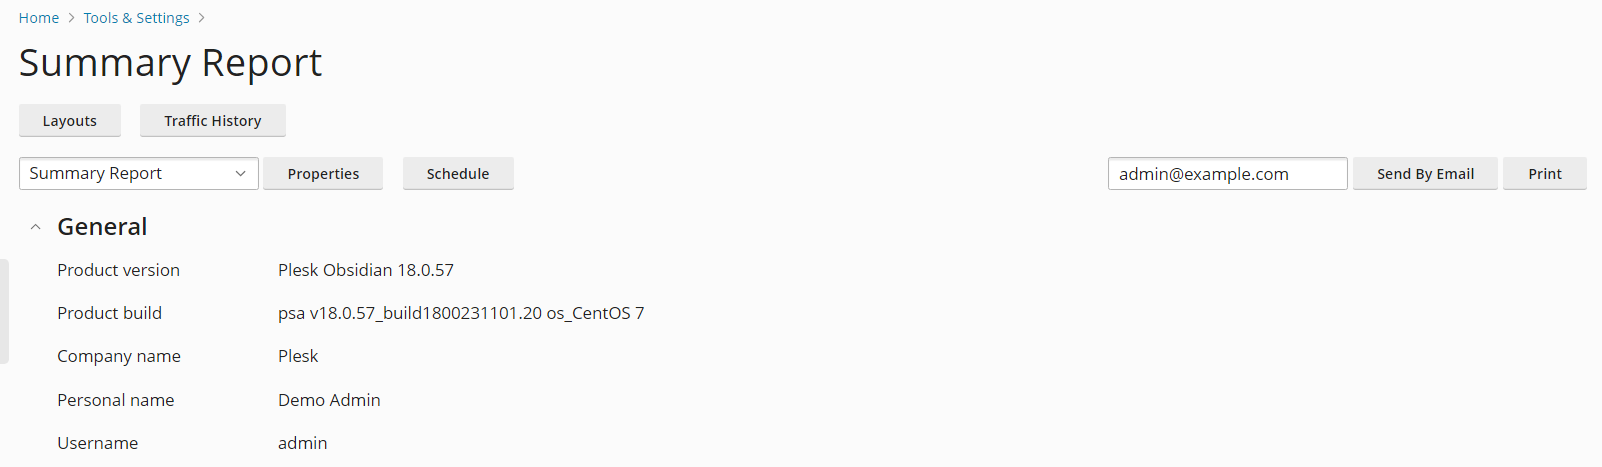 Home > Tools & Settings >
Summary Report
Layouts Traffic History
Summary Report Properties Schedule admin@example.com Send By Email Print
General
Product version Plesk Obsidian 18.0.57
Product build psa v18.0.57_build1800231101.20 os_CentOS 7
Company name Plesk
Personal name Demo Admin
Username admin